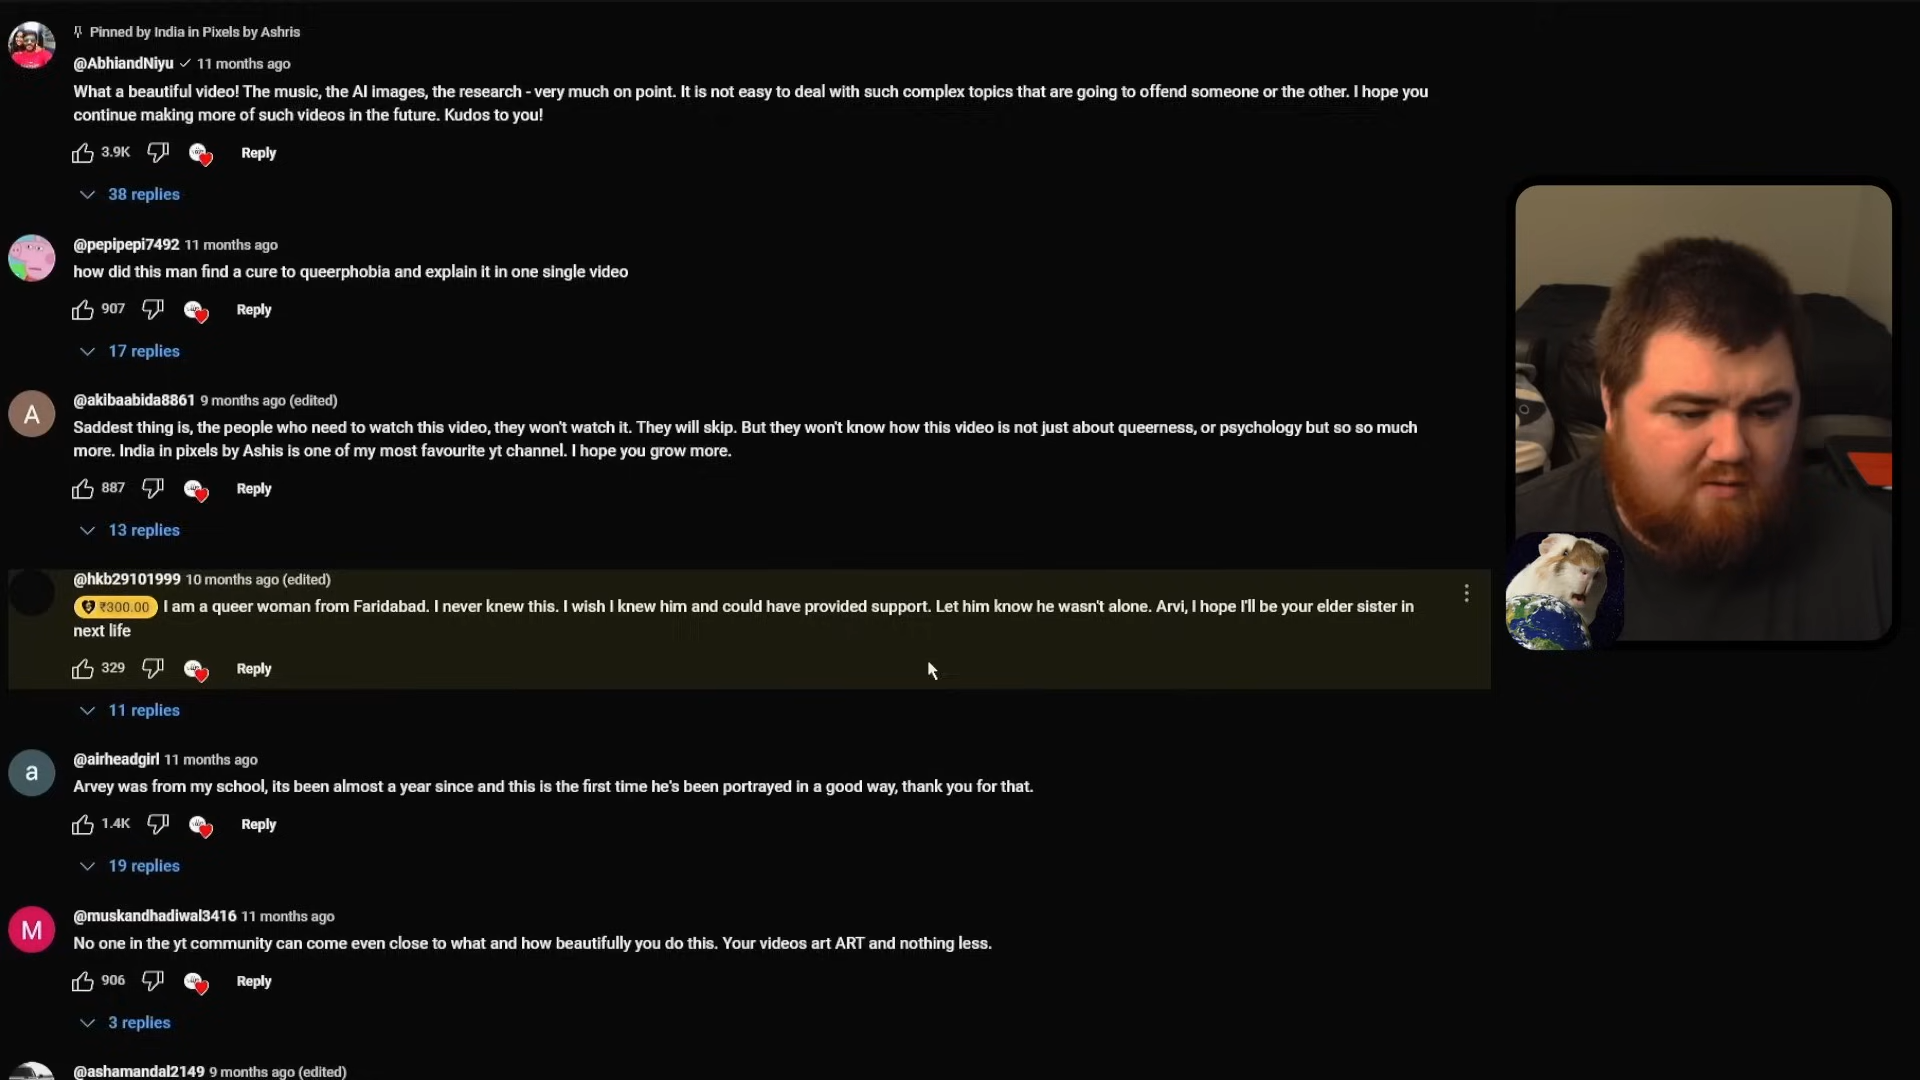 Pinned by India in Pixels by Ashris
@AbhiandNiyu 11 months ago
What a beautiful video! The music, the AI images, the research - very much on point. It is not easy to deal with such complex topics that are going to offend someone or the other. I hope you
continue making more of such videos in the future. Kudos to you!
3.9K Reply
38 replies
@pepipepi7492 11 months ago
how did this man find a cure to queerphobia and explain it in one single video
907 Reply
17 replies
A
@akibaabida8861 9 months ago (edited)
Saddest thing is, the people who need to watch this video, they won't watch it. They will skip. But they won't know how this video is not just about queerness, or psychology but so so much
more. India in pixels by Ashis is one of my most favourite yt channel. I hope you grow more.
887 Reply
13 replies
@hkb29101999 10 months ago (edited)
₹300.00 I am a queer woman from Faridabad. I never knew this. I wish I knew him and could have provided support. Let him know he wasn't alone. Arvi, I hope I'll be your elder sister in
next life
329 Reply
11 replies
a
@airheadgirl 11 months ago
Arvey was from my school, its been almost a year since and this is the first time he's been portrayed in a good way, thank you for that.
1.4K Reply
19 replies
M
@muskandhadiwal3416 11 months ago
No one in the yt community can come even close to what and how beautifully you do this. Your videos art ART and nothing less.
906 Reply
3 replies
@ashamandal2149 9 months ago (edited)